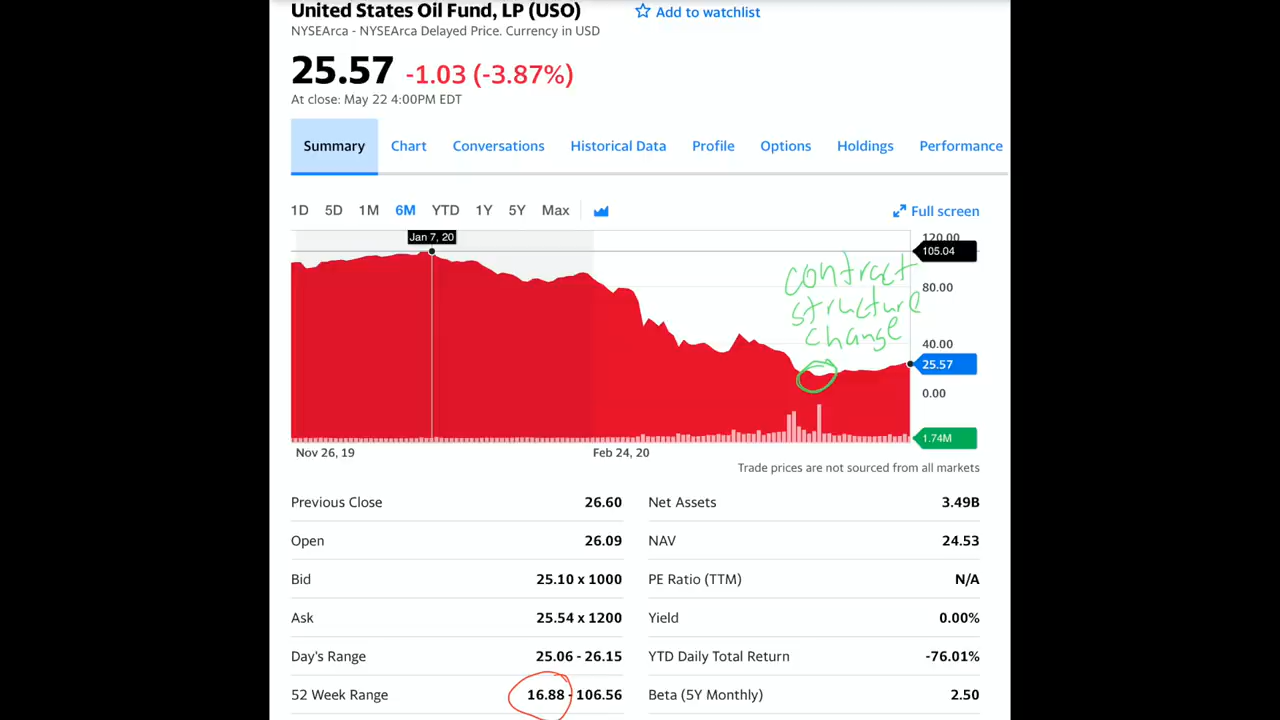 United States Oil Fund, LP (USO)
Add to watchlist
NYSEArca - NYSEArca Delayed Price. Currency in USD
25.57 -1.03 (-3.87%)
At close: May 22 4:00PM EDT
Summary Chart Conversations Historical Data Profile Options Holdings Performance
1D 5D 1M 6M YTD 1Y 5Y Max
Full screen
Jan 7, 20
120.00
105.04
80.00
40.00
25.57
0.00
1.74M
contract
structure
change
Nov 26, 19 Feb 24, 20
Trade prices are not sourced from all markets
Previous Close 26.60 Net Assets 3.49B
Open 26.09 NAV 24.53
Bid 25.10 x 1000 PE Ratio (TTM) N/A
Ask 25.54 x 1200 Yield 0.00%
Day's Range 25.06 - 26.15 YTD Daily Total Return -76.01%
52 Week Range 16.88 - 106.56 Beta (5Y Monthly) 2.50